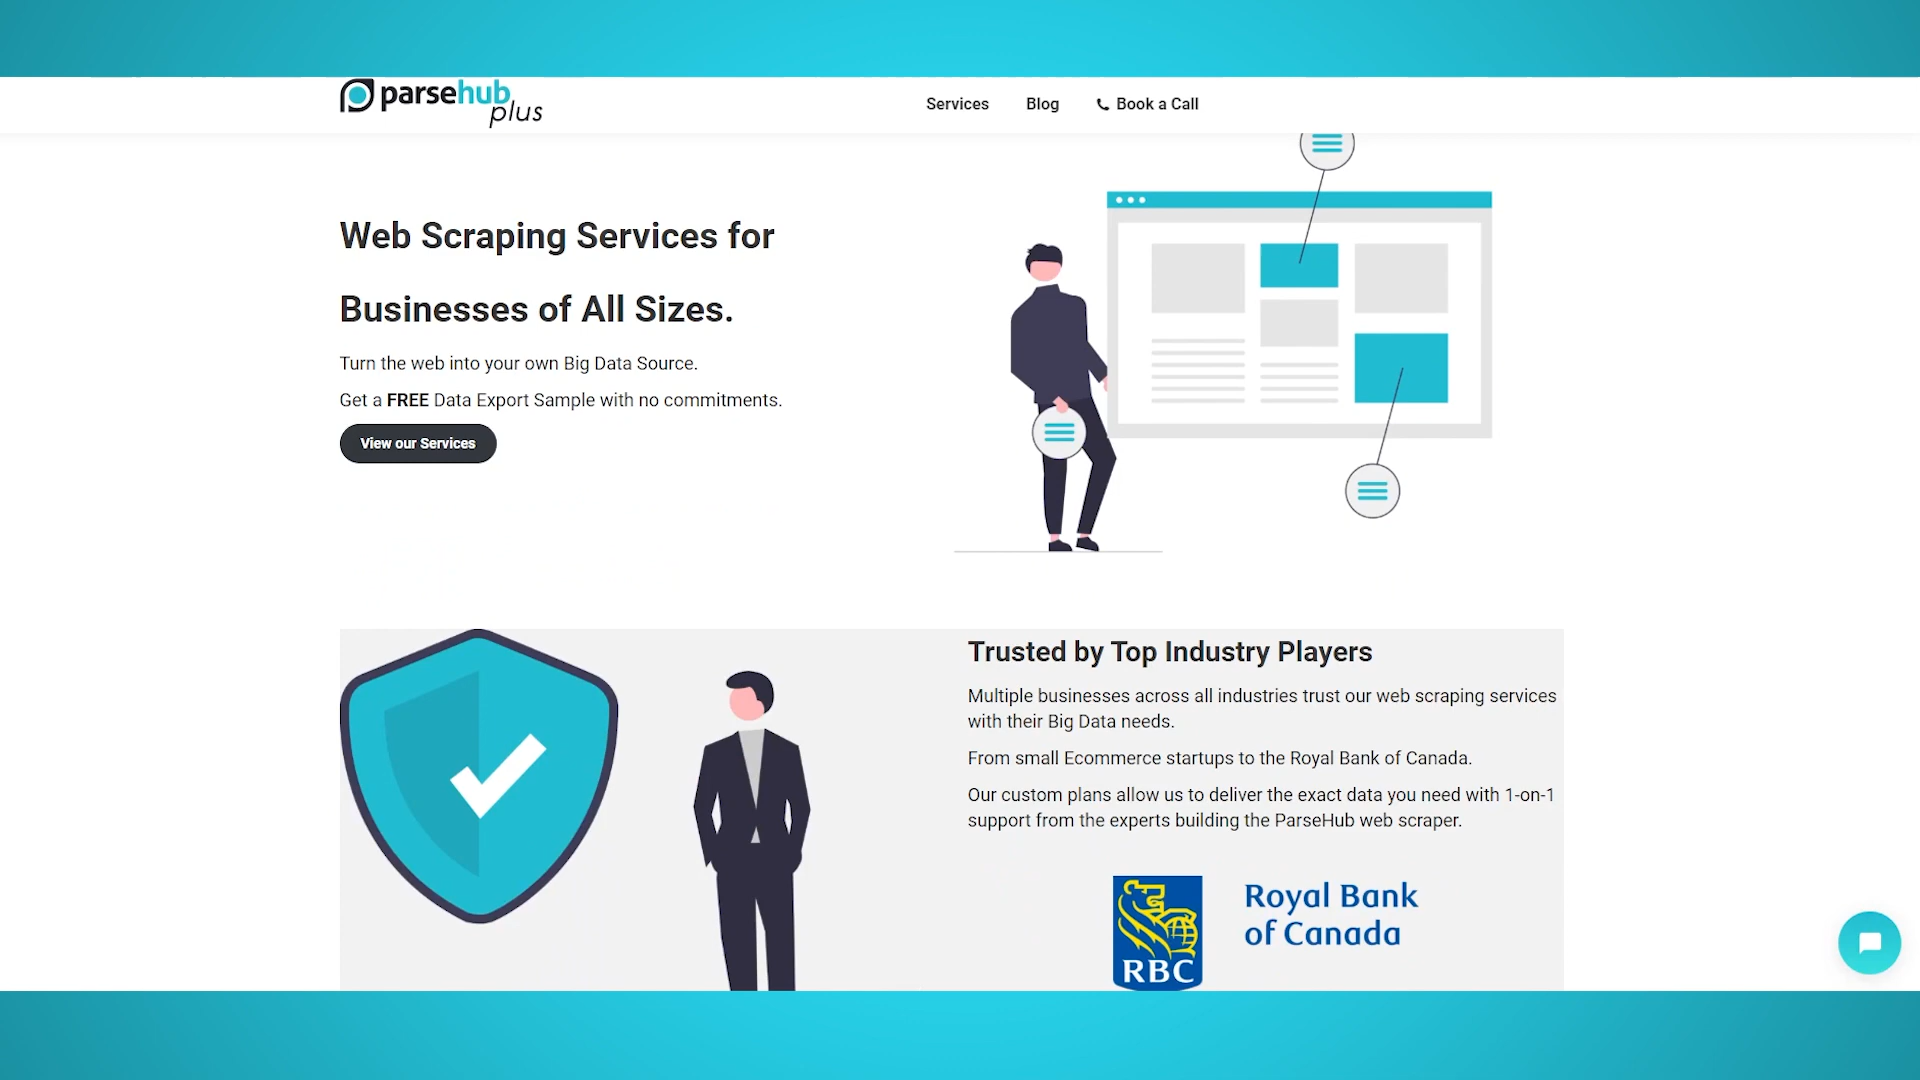 parsehub
plus
Services
Blog
Book a Call
Web Scraping Services for
Businesses of All Sizes.
Turn the web into your own Big Data Source.
Get a FREE Data Export Sample with no commitments.
View our Services
Trusted by Top Industry Players
Multiple businesses across all industries trust our web scraping services
with their Big Data needs.
From small Ecommerce startups to the Royal Bank of Canada.
Our custom plans allow us to deliver the exact data you need with 1-on-1
support from the experts building the ParseHub web scraper.
RBC
Royal Bank
of Canada